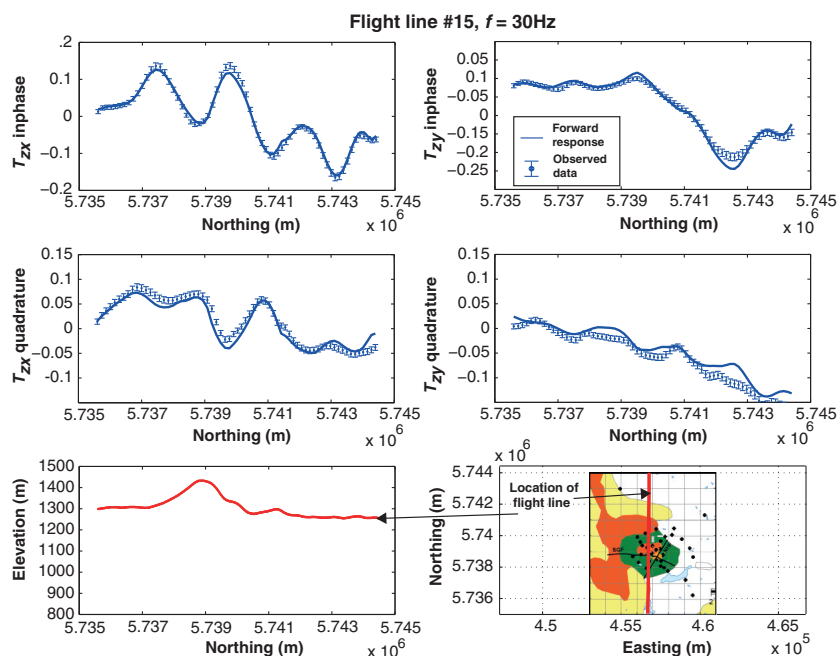 Flight line #15, f = 30Hz
.2
0.1
0
-0.1
-0.2
Tzx inphase
5.735 5.737 5.739 5.741 5.743 5.745
Northing (m)
x 10^6
0.05
0.1
-0.05
-0.05
-0.15
-0.25
Tzy inphase
Forward
response
Observed
data
5.735 5.737 5.739 5.741 5.743 5.745
Northing (m)
x 10^6
0.15
0.1
0.05
0
-0.05
-0.1
Tzx quadrature
5.735 5.737 5.739 5.741 5.743 5.745
Northing (m)
x 10^6
0.15
0.1
0.05
0
-0.05
-0.1
Tzy quadrature
5.735 5.737 5.739 5.741 5.743 5.745
Northing (m)
x 10^6
1500
1400
1300
1200
1100
1000
900
800
Elevation (m)
5.735 5.737 5.739 5.741 5.743 5.745
Northing (m)
x 10^6
x 10^6
5.744
5.742
5.74
5.738
5.736
Northing (m)
Location of
flight line
BGF
2
4.5 4.55 4.6 4.65
Easting (m)
x 10^5